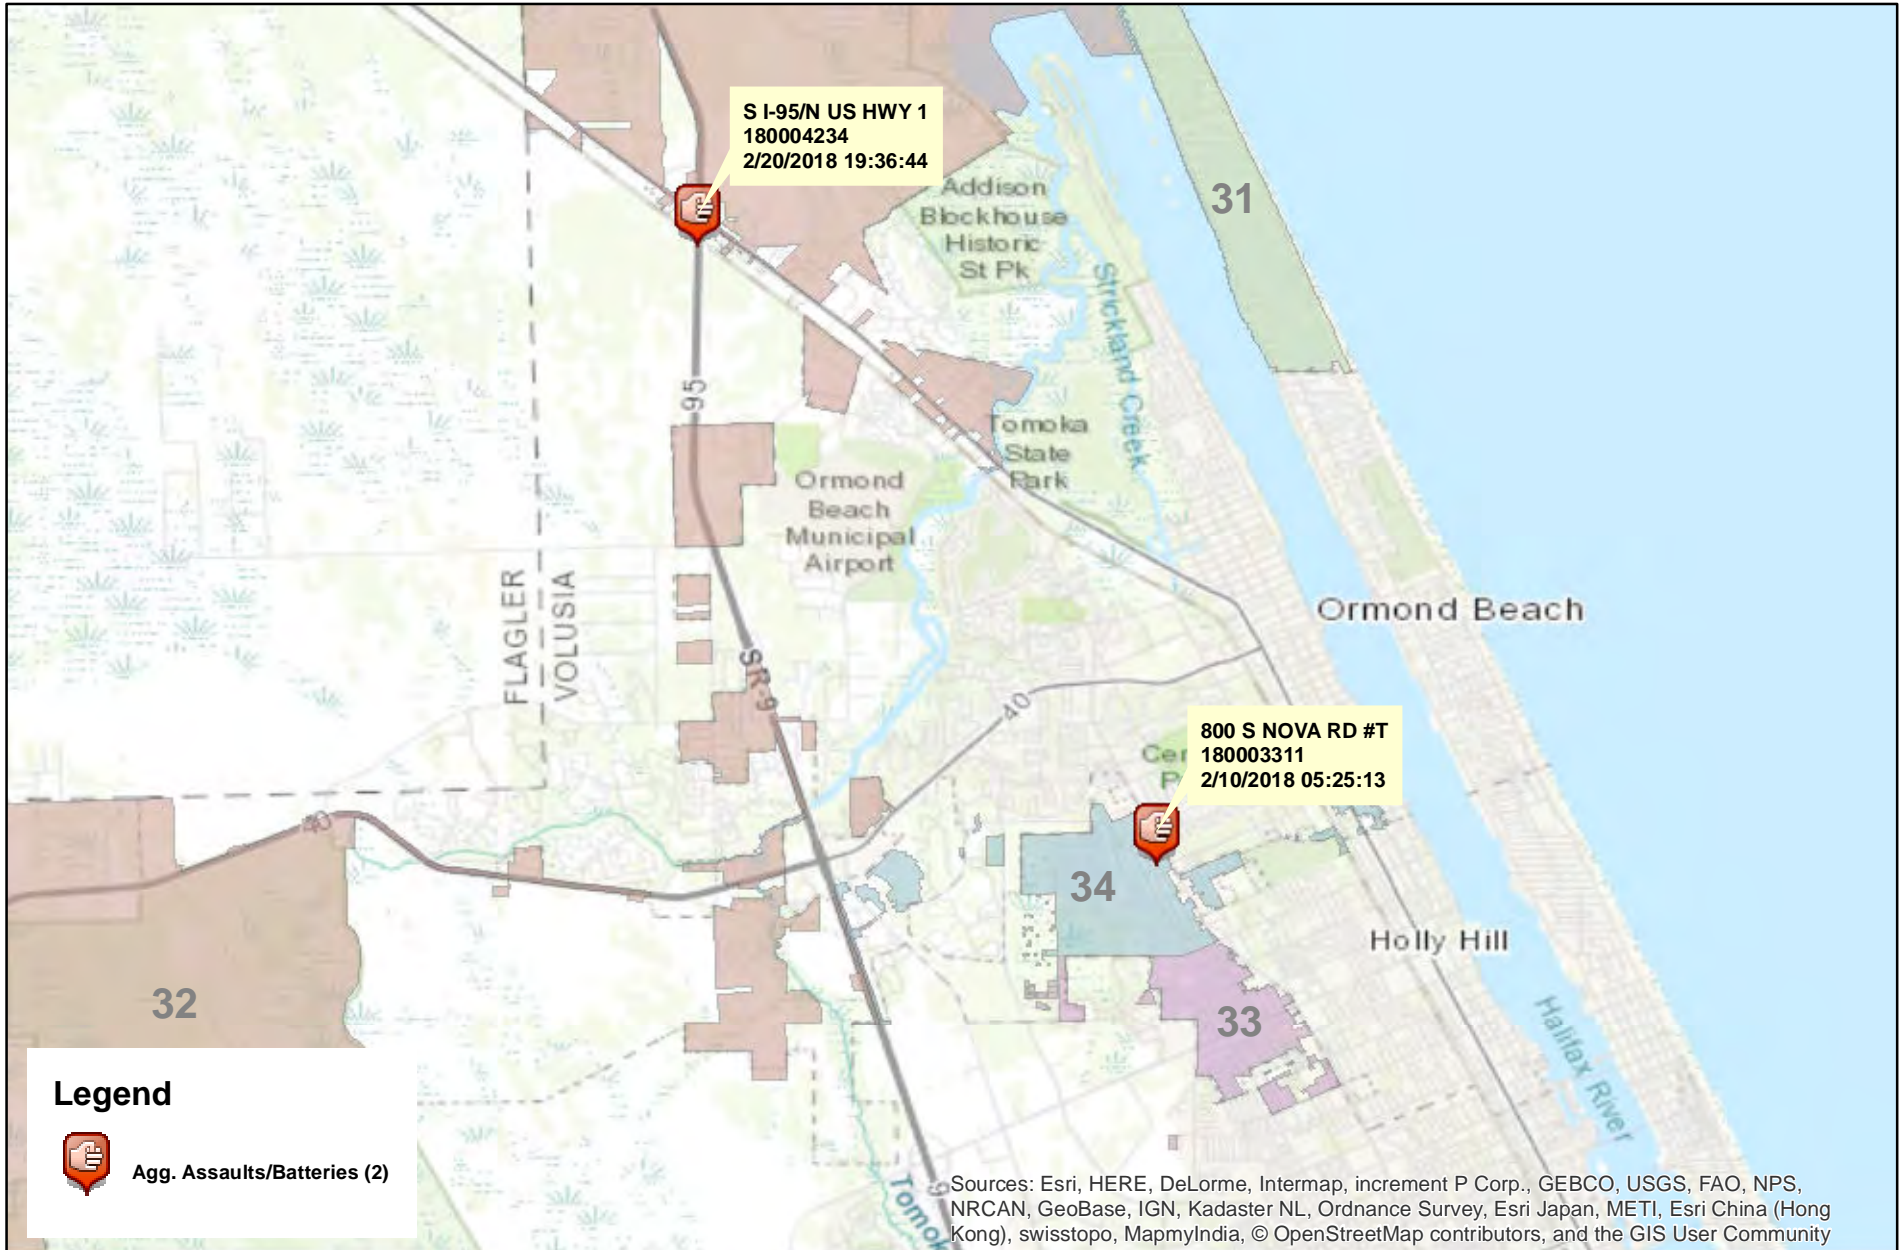 S I-95/N US HWY 1
180004234
2/20/2018 19:36:44
31
Addison
Blockhouse
Historic
St Pk
Strickland Creek
95
Tomoka
State
Park
Ormond
Beach
Municipal
Airport
FLAGLER
VOLUSIA
Ormond Beach
SR-9
40
800 S NOVA RD #T
180003311
2/10/2018 05:25:13
40
34
Holly Hill
32
33
Halifax River
Legend
Agg. Assaults/Batteries (2)
9
Sources: Esri, HERE, DeLorme, Intermap, increment P Corp., GEBCO, USGS, FAO, NPS,
NRCAN, GeoBase, IGN, Kadaster NL, Ordnance Survey, Esri Japan, METI, Esri China (Hong
Kong), swisstopo, MapmyIndia, © OpenStreetMap contributors, and the GIS User Community